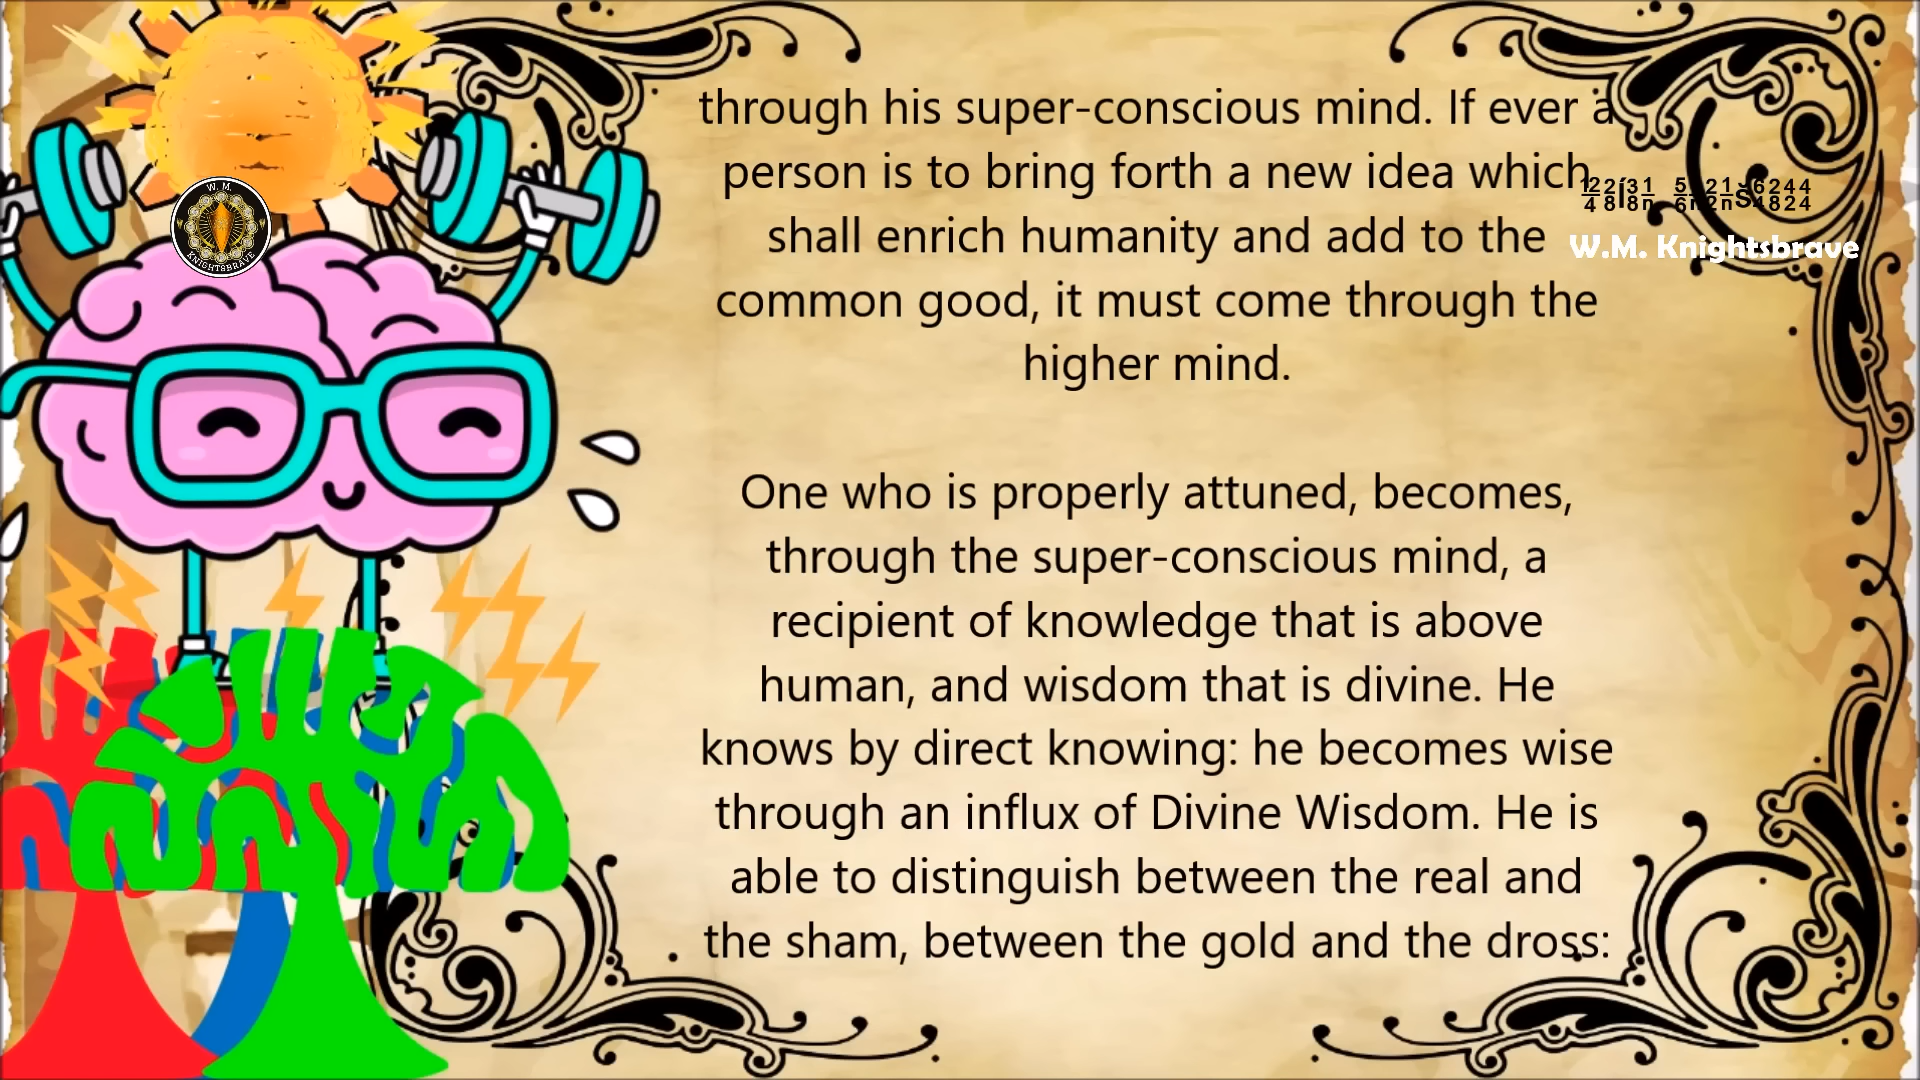 through his super-conscious mind. If ever a
person is to bring forth a new idea which
shall enrich humanity and add to the
common good, it must come through the
higher mind.
One who is properly attuned, becomes,
through the super-conscious mind, a
recipient of knowledge that is above
human, and wisdom that is divine. He
knows by direct knowing: he becomes wise
through an influx of Divine Wisdom. He is
able to distinguish between the real and
the sham, between the gold and the dross:
W.M. Knightsbrave
W. M.
KNIGHTSBRAVE